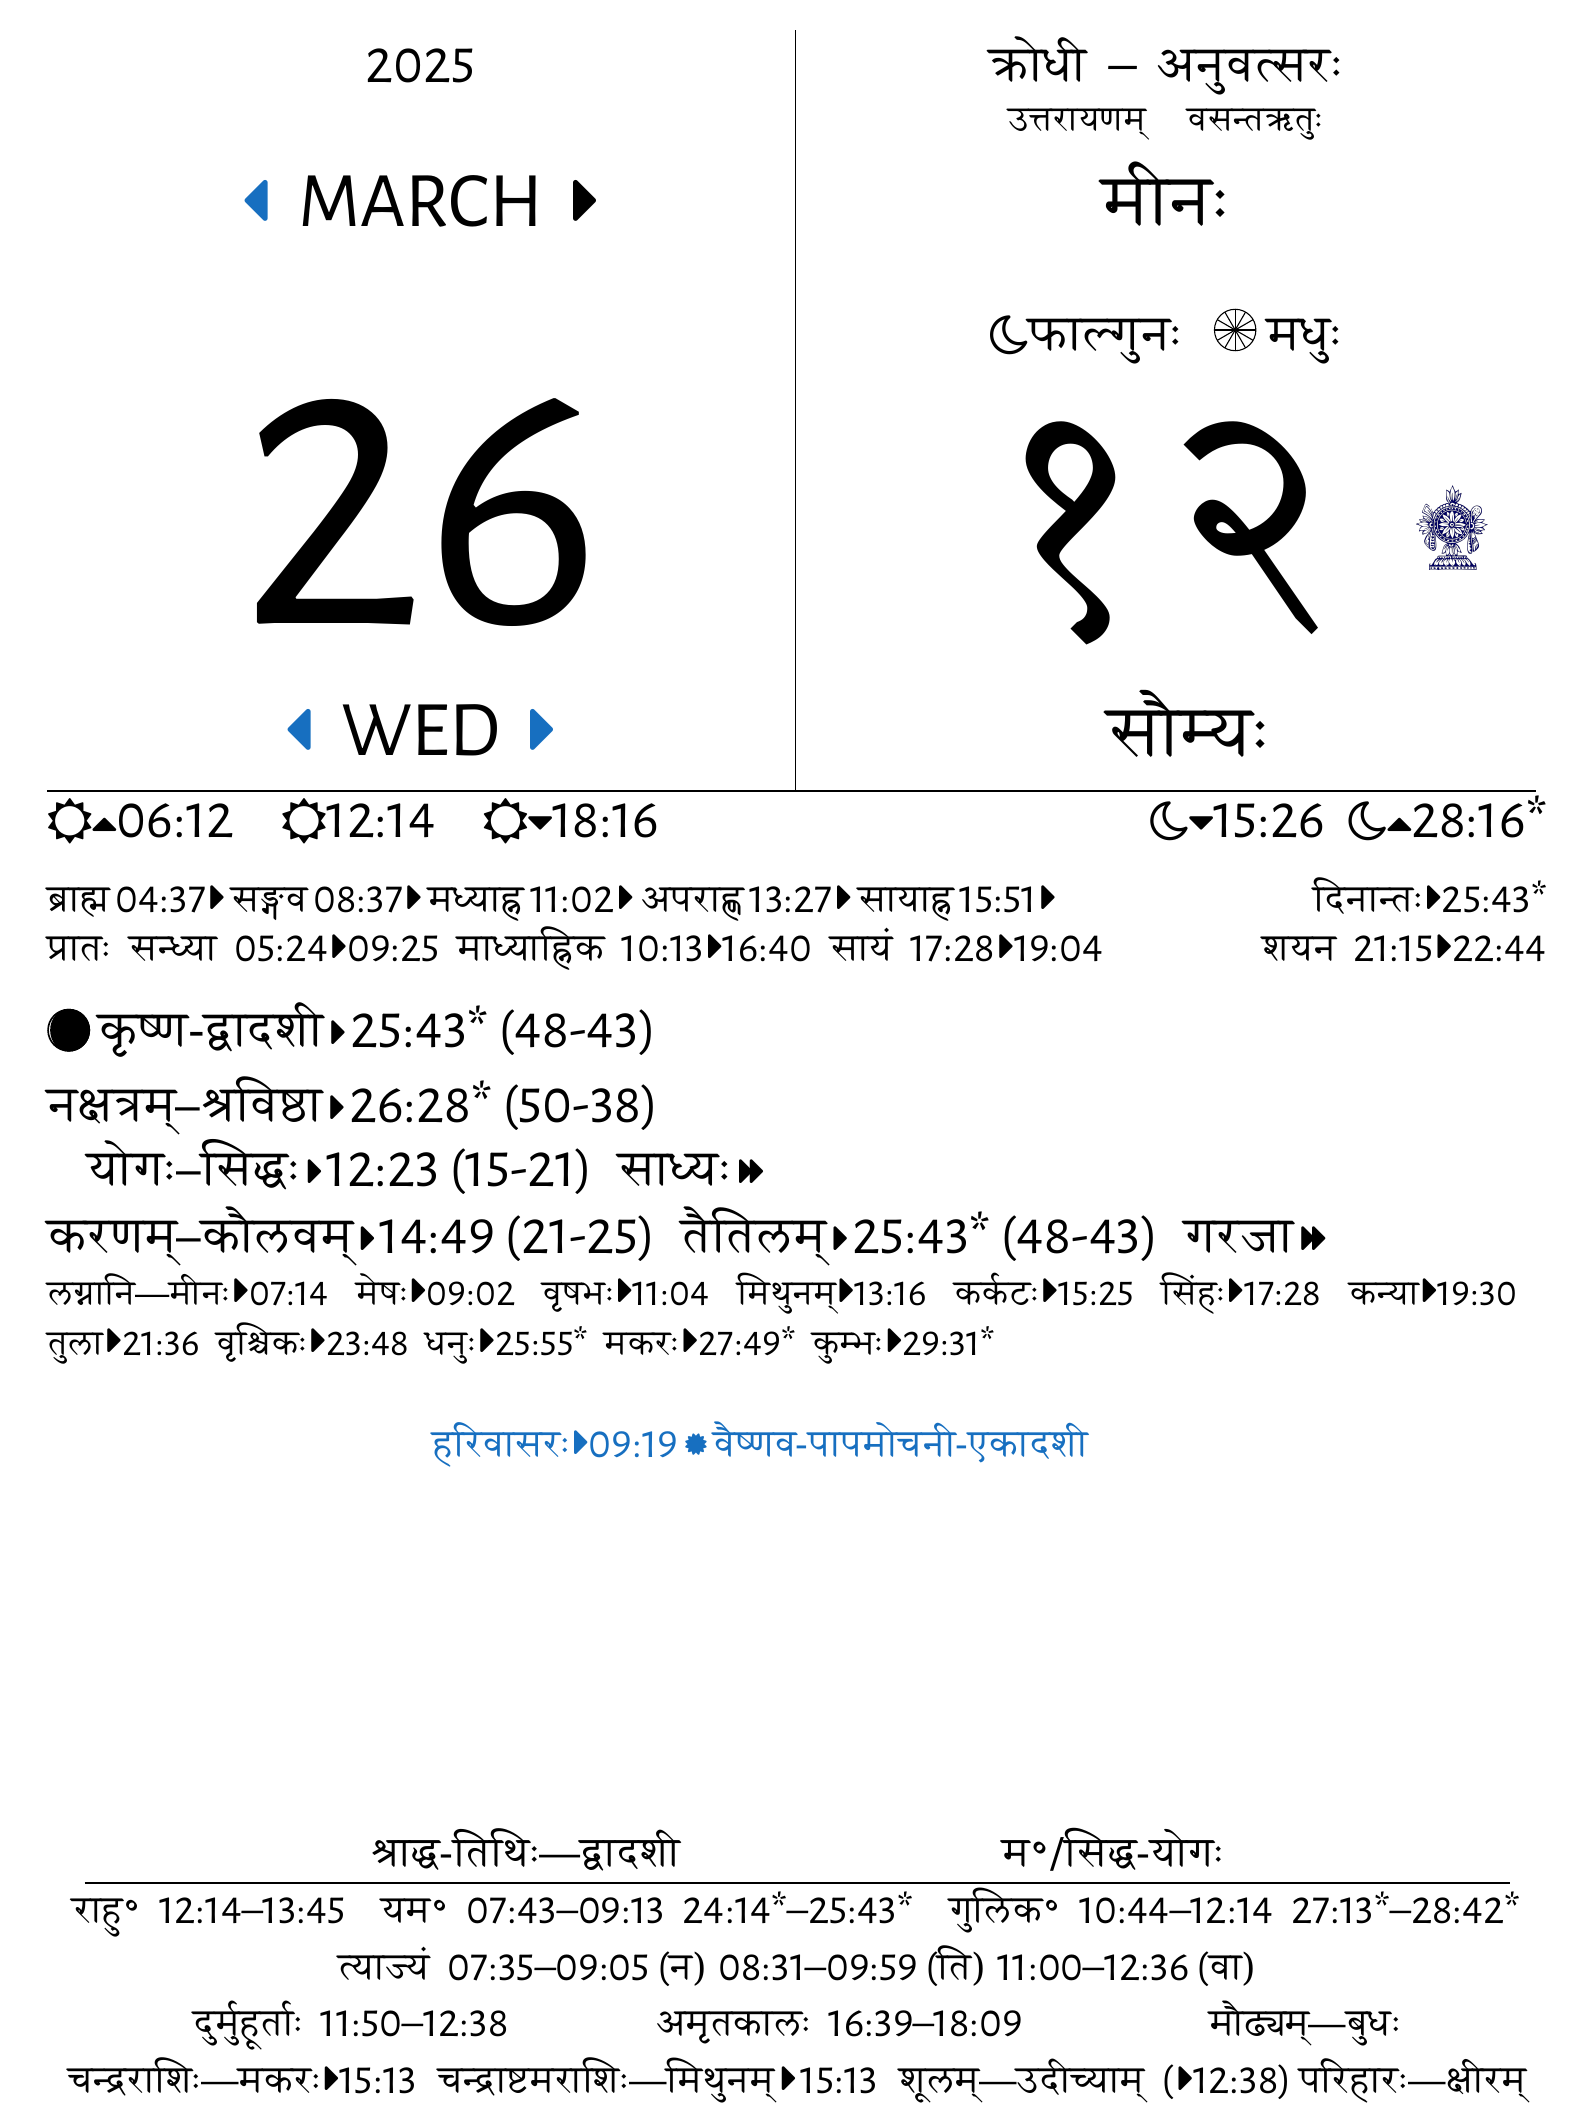 2025
MARCH
26
WED
क्रोधी – अनुवत्सरः
उत्तरायणम् वसन्तऋतुः
मीनः
फाल्गुनः मधुः
१२
सौम्यः
06:12 12:14 18:16 15:26 28:16*
ब्राह्म 04:37 सङ्गव 08:37 मध्याह्न 11:02 अपराह्ण 13:27 सायाह्न 15:51 दिनान्तः 25:43*
प्रातः सन्ध्या 05:24 09:25 माध्याह्निक 10:13 16:40 सायं 17:28 19:04 शयन 21:15 22:44
कृष्ण-द्वादशी 25:43* (48-43)
नक्षत्रम्–श्रविष्ठा 26:28* (50-38)
योगः–सिद्धः 12:23 (15-21) साध्यः
करणम्–कौलवम् 14:49 (21-25) तैतिलम् 25:43* (48-43) गरजा
लग्नानि—मीनः 07:14 मेषः 09:02 वृषभः 11:04 मिथुनम् 13:16 कर्कटः 15:25 सिंहः 17:28 कन्या 19:30
तुला 21:36 वृश्चिकः 23:48 धनुः 25:55* मकरः 27:49* कुम्भः 29:31*
हरिवासरः 09:19 वैष्णव-पापमोचनी-एकादशी
श्राद्ध-तिथिः—द्वादशी म॰/सिद्ध-योगः
राहु॰ 12:14–13:45 यम॰ 07:43–09:13 24:14*–25:43* गुलिक॰ 10:44–12:14 27:13*–28:42*
त्याज्यं 07:35–09:05 (न) 08:31–09:59 (ति) 11:00–12:36 (वा)
दुर्मुहूर्ताः 11:50–12:38 अमृतकालः 16:39–18:09 मौढ्यम्—बुधः
चन्द्रराशिः—मकरः 15:13 चन्द्राष्टमराशिः—मिथुनम् 15:13 शूलम्—उदीच्याम् (12:38) परिहारः—क्षीरम्